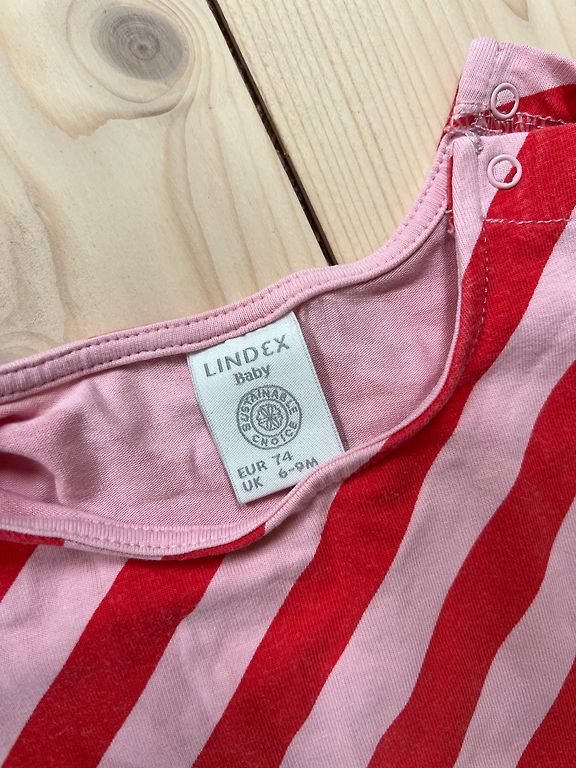 LINDEX
Baby
SUSTAINABLE
CHOICE
EUR 74
UK 6-9M